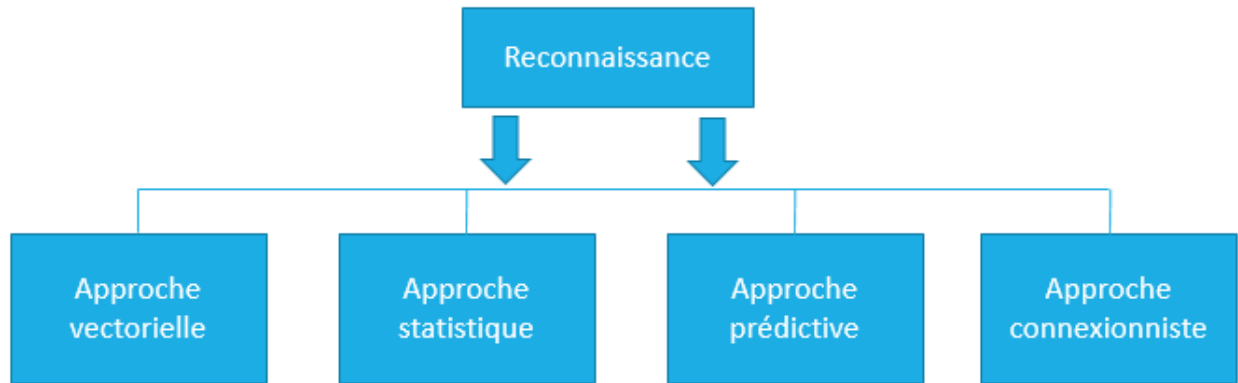 Reconnaissance
Approche
vectorielle
Approche
statistique
Approche
prédictive
Approche
connexionniste